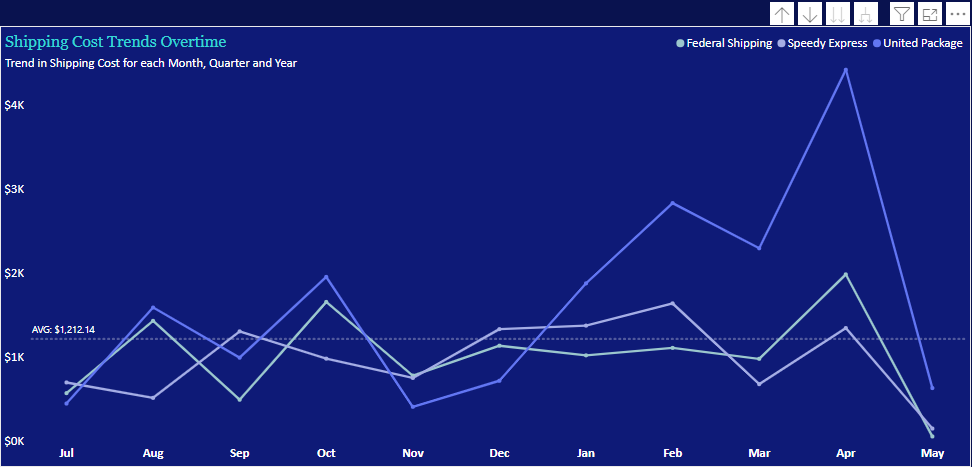 Shipping Cost Trends Overtime
Federal Shipping Speedy Express United Package
Trend in Shipping Cost for each Month, Quarter and Year
$4K
$3K
$2K
AVG: $1,212.14
$1K
$0K
Jul Aug Sep Oct Nov Dec Jan Feb Mar Apr May